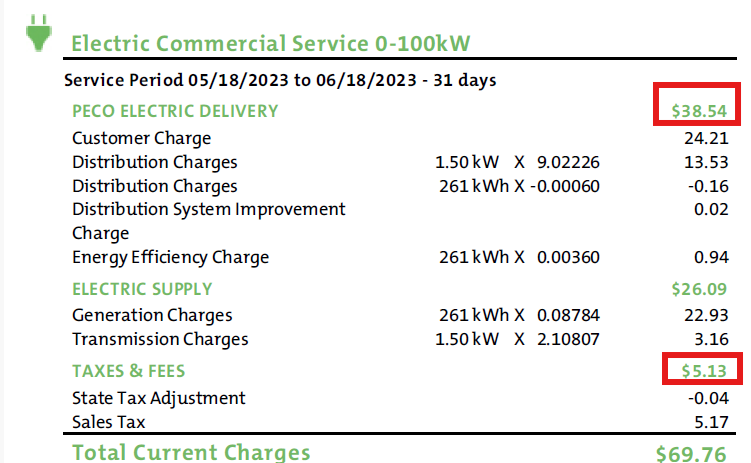 Electric Commercial Service 0-100kW
Service Period 05/18/2023 to 06/18/2023 - 31 days
PECO ELECTRIC DELIVERY $38.54
Customer Charge 24.21
Distribution Charges 1.50 kW X 9.02226 13.53
Distribution Charges 261 kWh X -0.00060 -0.16
Distribution System Improvement 0.02
Charge
Energy Efficiency Charge 261 kWh X 0.00360 0.94
ELECTRIC SUPPLY $26.09
Generation Charges 261 kWh X 0.08784 22.93
Transmission Charges 1.50 kW X 2.10807 3.16
TAXES & FEES $5.13
State Tax Adjustment -0.04
Sales Tax 5.17
Total Current Charges $69.76